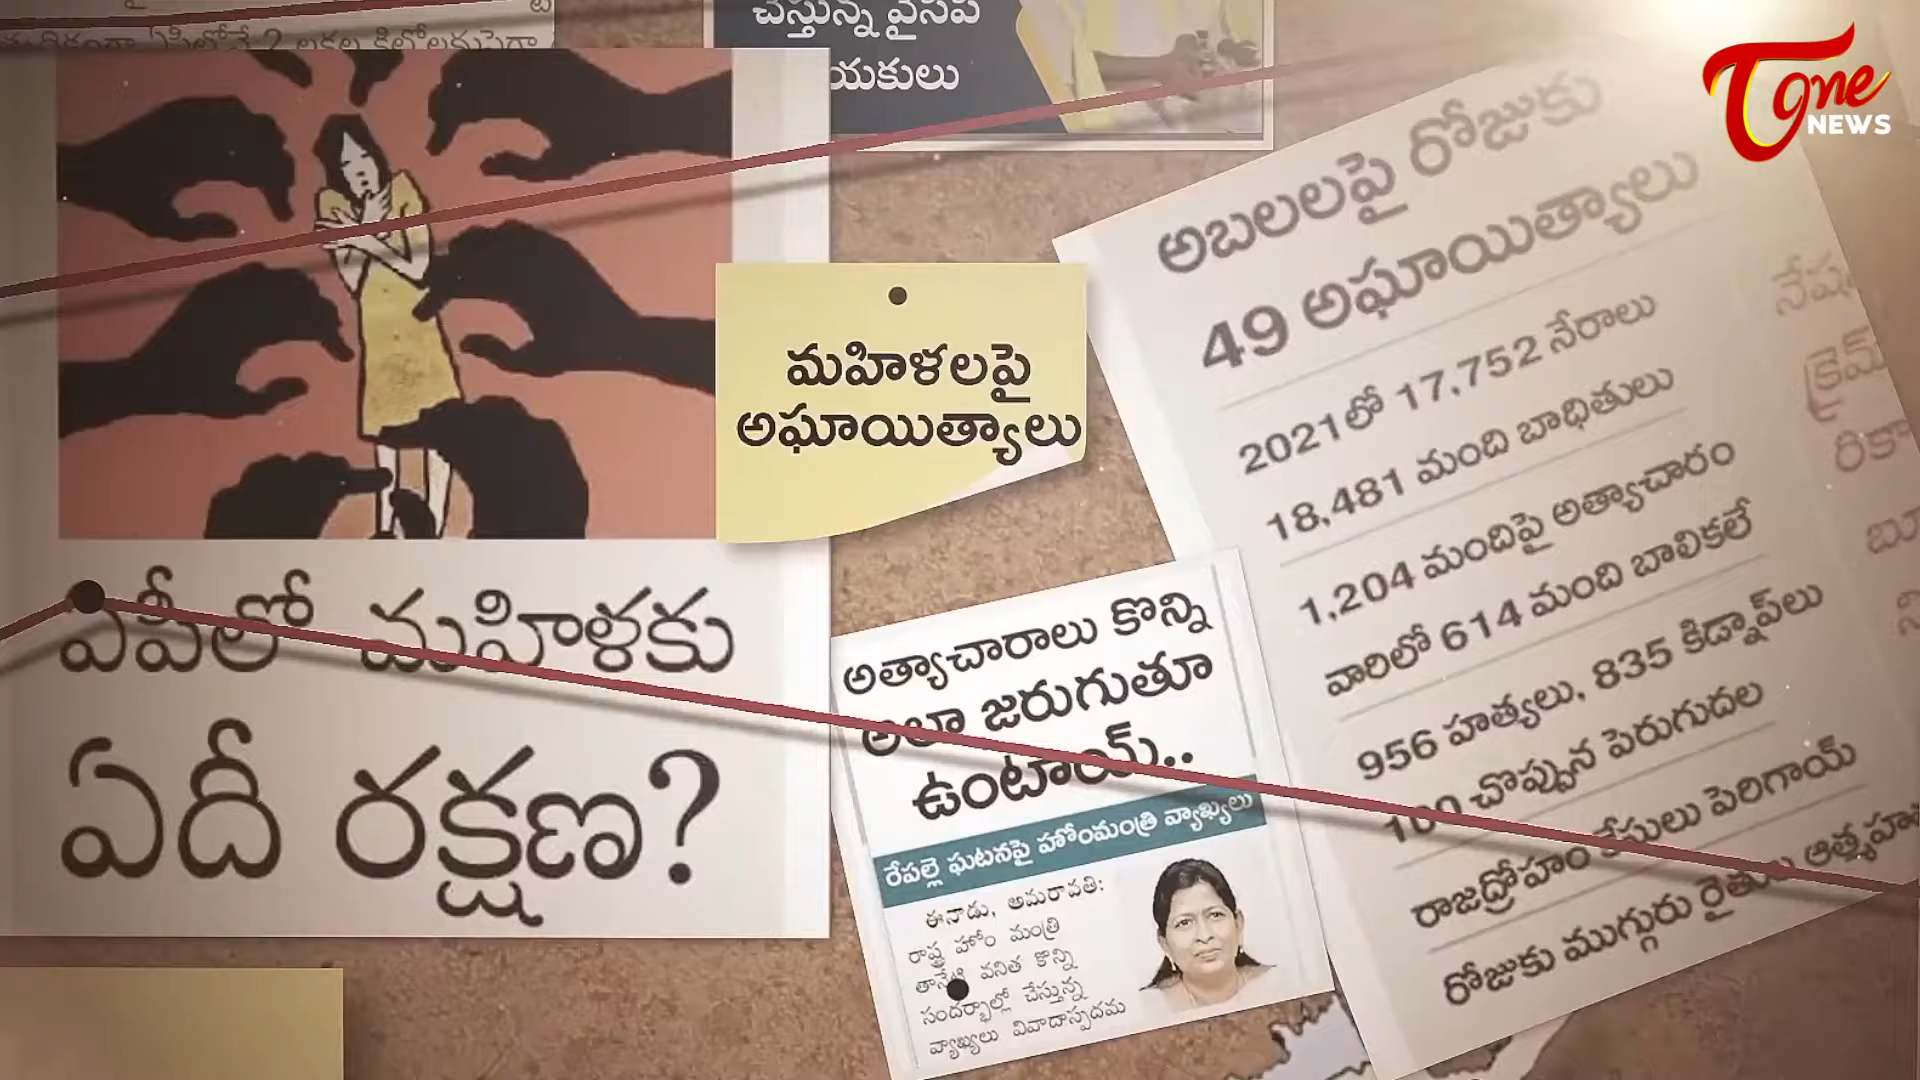 చేస్తున్న వైసీపీ
యకులు
Tone
NEWS
ఏపీలో మహిళకు
ఏదీ రక్షణ?
మహిళలపై
అఘాయిత్యాలు
అత్యాచారాలు కొన్ని
అలా జరుగుతూ
ఉంటాయ్..
రేపల్లె ఘటనపై హోంమంత్రి వ్యాఖ్యలు
ఈనాడు, అమరావతి:
రాష్ట్ర హోం మంత్రి
తానేటి వనిత కొన్ని
సందర్భాల్లో చేస్తున్న
వ్యాఖ్యలు వివాదాస్పదమ
అబలలపై రోజుకు
49 అఘాయిత్యాలు
2021లో 17,752 నేరాలు
18,481 మంది బాధితులు
1,204 మందిపై అత్యాచారం
వారిలో 614 మంది బాలికలే
956 హత్యలు, 835 కిడ్నాప్‌లు
100 చొప్పున పెరుగుదల
రాజద్రోహం కేసులు పెరిగాయ్
రోజుకు ముగ్గురు రైతులు ఆత్మహ